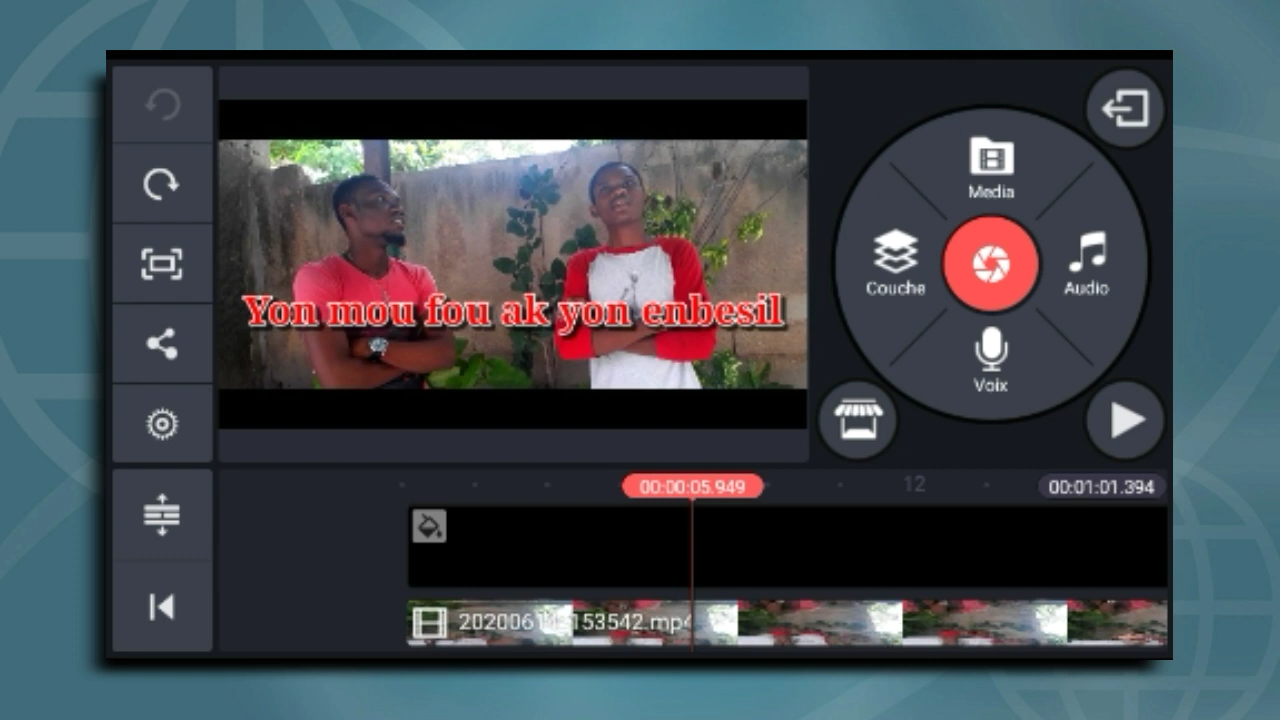 Media
Couche
Audio
Voix
Yon mou fou ak yon enbesil
00:00:05.949
12
00:01:01.394
153542.mp4